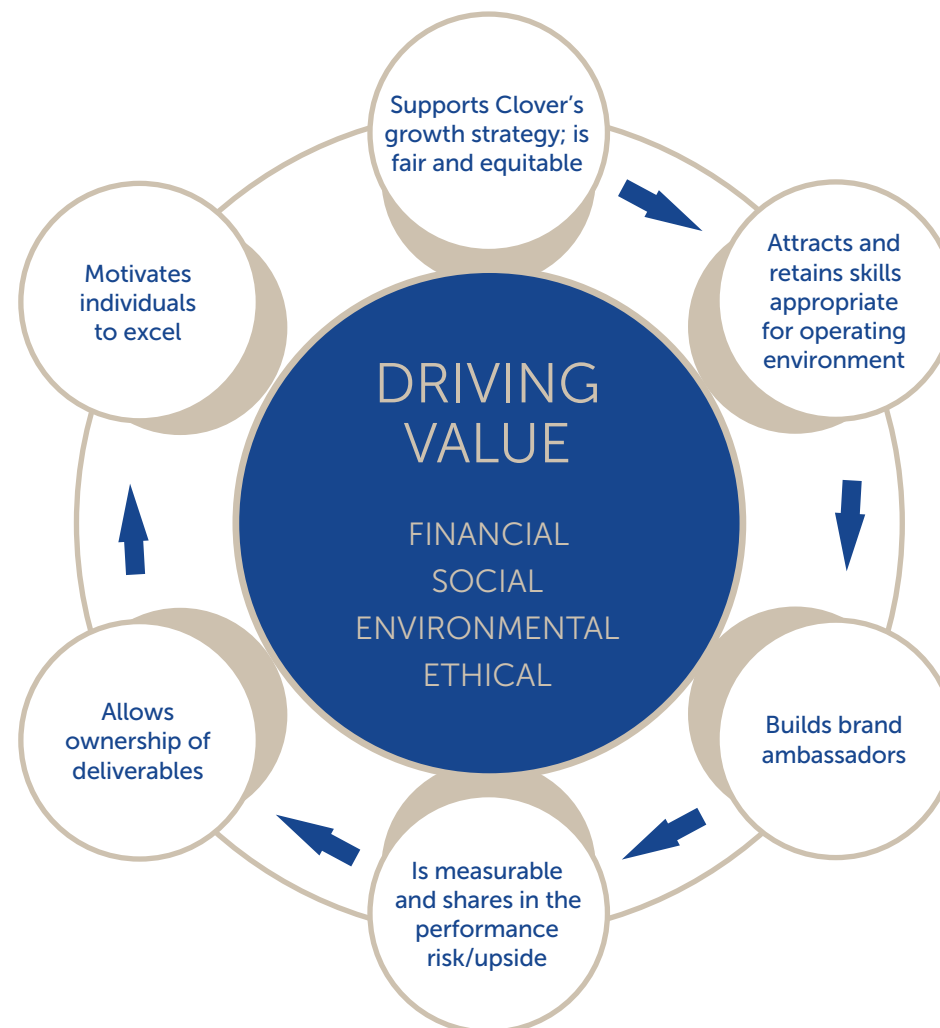 Supports Clover's
growth strategy; is
fair and equitable
Attracts and
retains skills
appropriate
for operating
environment
Builds brand
ambassadors
Is measurable
and shares in the
performance
risk/upside
Allows
ownership of
deliverables
Motivates
individuals
to excel
DRIVING
VALUE
FINANCIAL
SOCIAL
ENVIRONMENTAL
ETHICAL